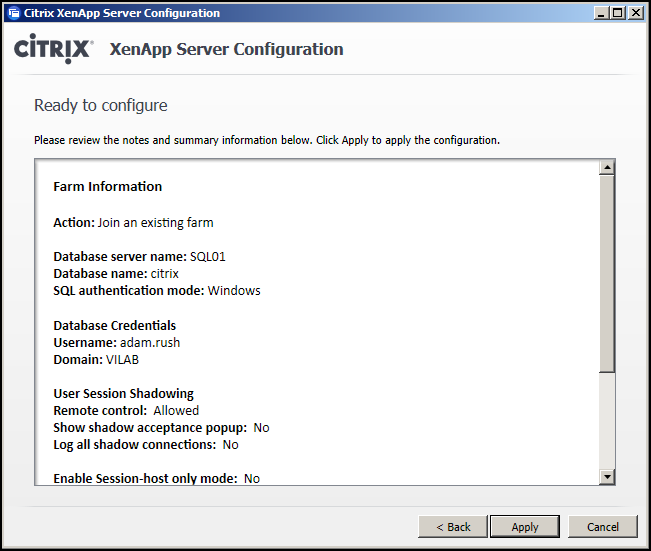 Citrix XenApp Server Configuration
CİTRIX XenApp Server Configuration
Ready to configure
Please review the notes and summary information below. Click Apply to apply the configuration.
Farm Information
Action: Join an existing farm
Database server name: SQL01
Database name: citrix
SQL authentication mode: Windows
Database Credentials
Username: adam.rush
Domain: VILAB
User Session Shadowing
Remote control: Allowed
Show shadow acceptance popup: No
Log all shadow connections: No
Enable Session-host only mode: No
< Back Apply Cancel